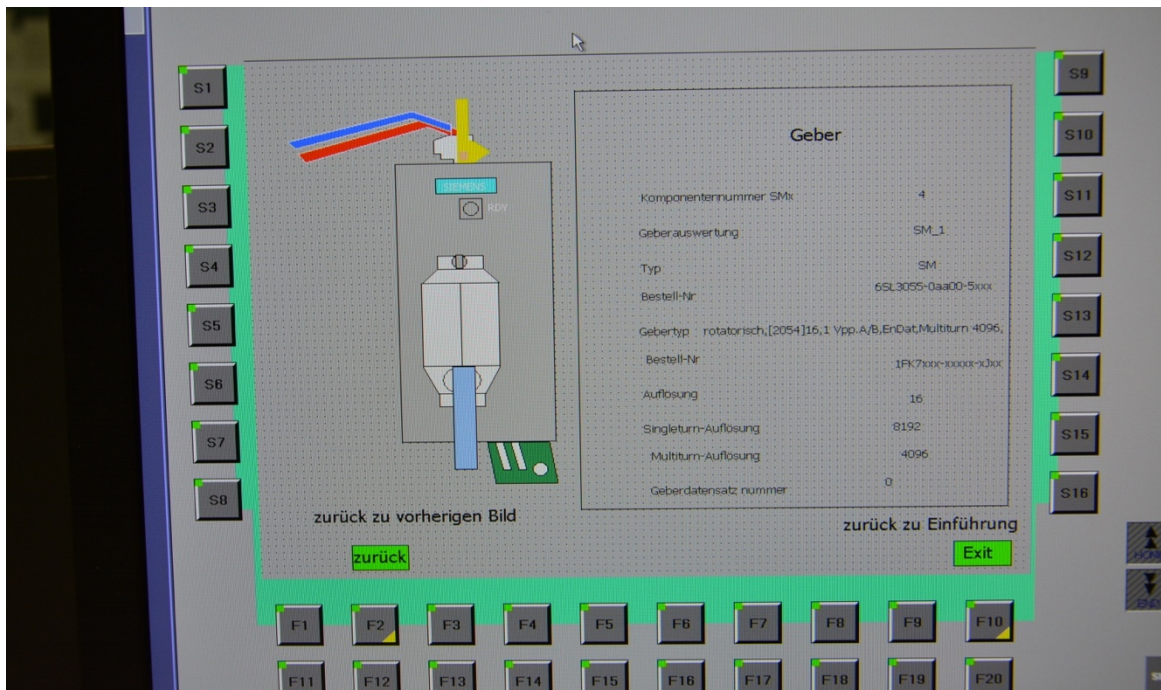 S1
S2
S3
S4
S5
S6
S7
S8
SIEMENS
RDY
Geber
Komponentennummer SMx 4
Geberauswertung SM_1
Typ SM
Bestell-Nr 6SL3055-0aa00-5xxx
Gebertyp rotatorisch,[2054]16,1 Vpp.A/B,EnDat,Multiturn 4096,
Bestell-Nr 1FK7xxx-xxxxx-xJxx
Auflösung 16
Singleturn-Auflösung 8192
Multiturn-Auflösung 4096
Geberdatensatz nummer 0
zurück zu vorherigen Bild
zurück
zurück zu Einführung
Exit
S9
S10
S11
S12
S13
S14
S15
S16
HOME
END
F1 F2 F3 F4 F5 F6 F7 F8 F9 F10
F11 F12 F13 F14 F15 F16 F17 F18 F19 F20